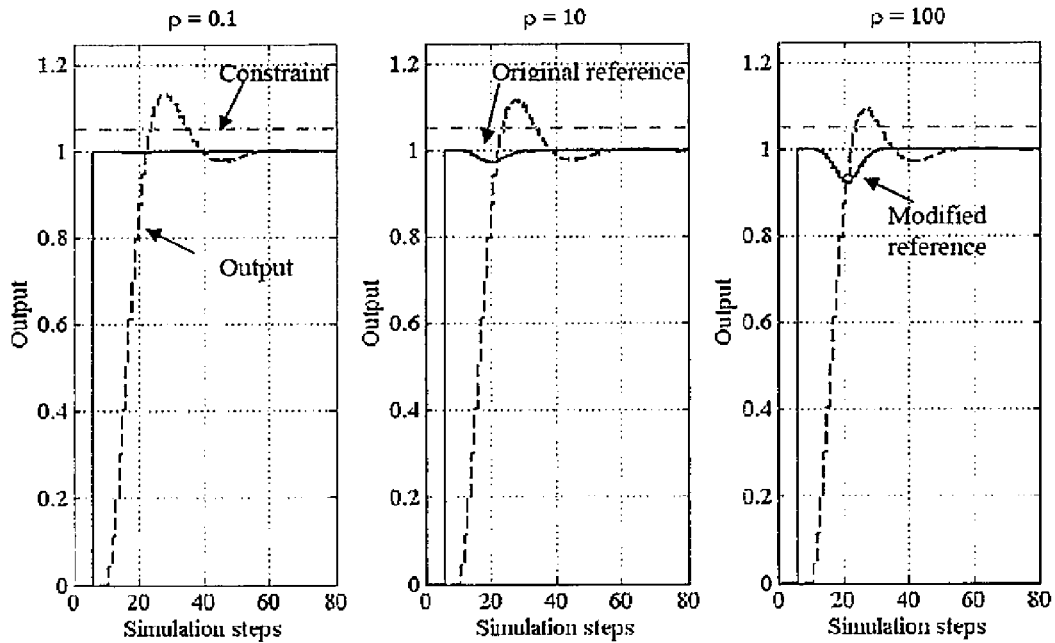 ρ = 0.1
1.2
1
0.8
0.6
0.4
0.2
0
0 20 40 60 80
Output
Simulation steps
Constraint
Output
ρ = 10
1.2
1
0.8
0.6
0.4
0.2
0
0 20 40 60 80
Output
Simulation steps
Original reference
ρ = 100
1.2
1
0.8
0.6
0.4
0.2
0
0 20 40 60 80
Output
Simulation steps
Modified
reference